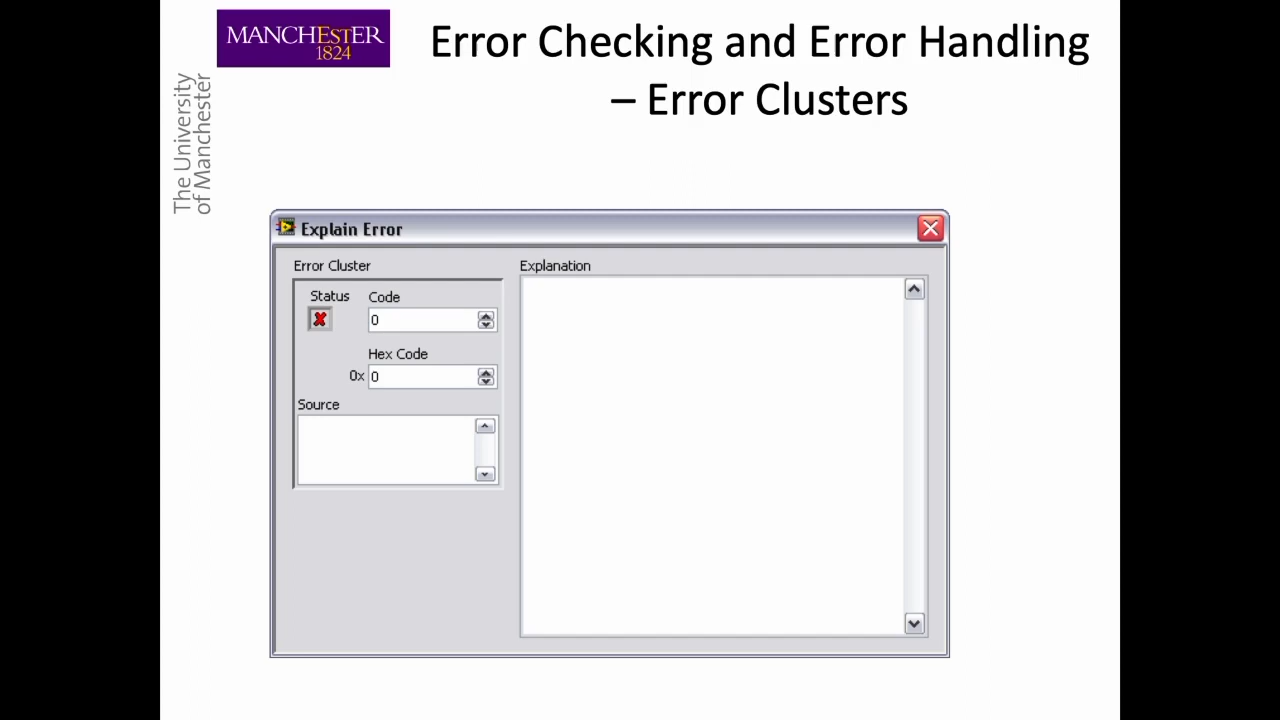 MANCHESTER
1824
The University
of Manchester
Error Checking and Error Handling
– Error Clusters
Explain Error
Error Cluster
Status
Code
0
Hex Code
0x 0
Source
Explanation